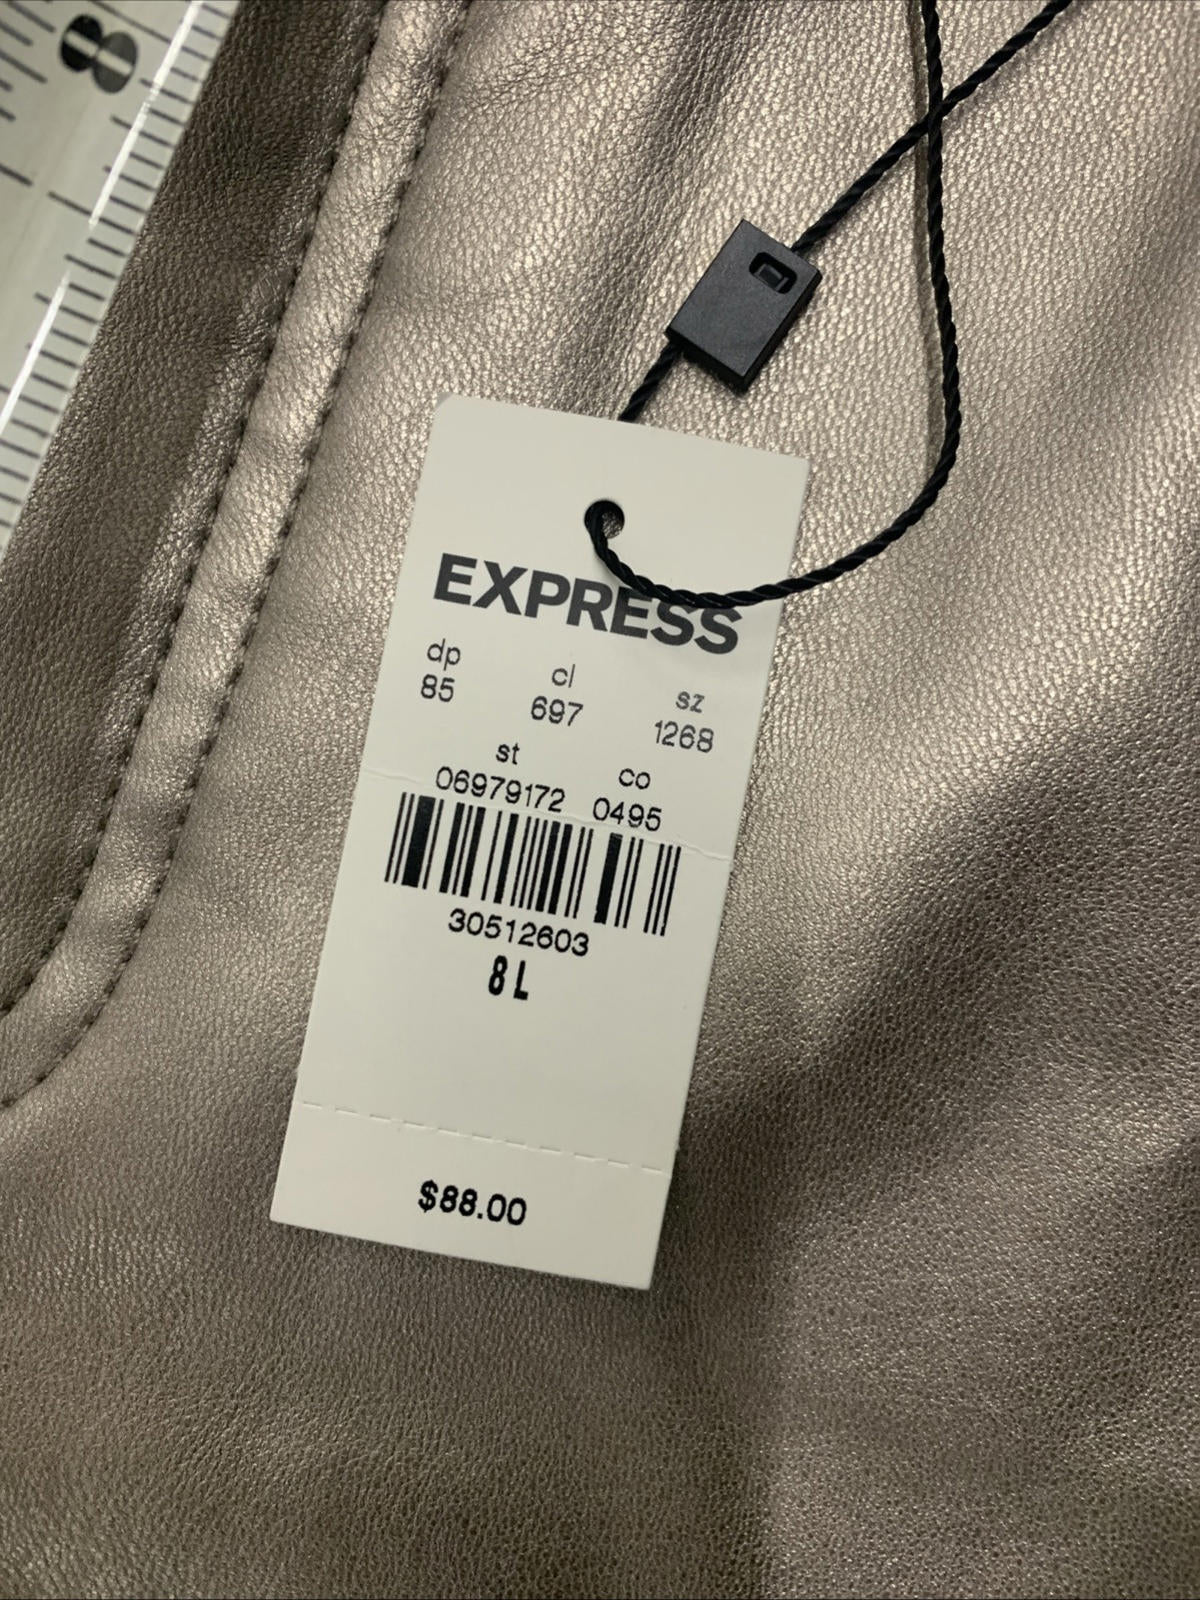 8
EXPRESS
dp cl sz
85 697 1268
st co
06979172 0495
30512603
8 L
$88.00